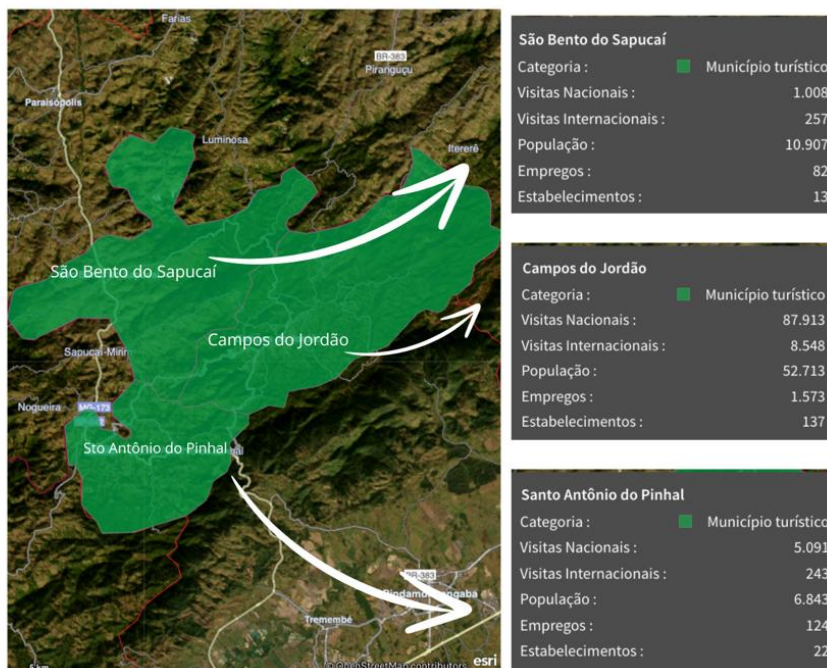 Farias
BR-383
Piranguçu
Paraisópolis
Luminosa
Itererê
São Bento do Sapucaí
Campos do Jordão
Sapucaí-Mirim
Nogueira
MG-173
Sto Antônio do Pinhal
BR-383
Pindamonhangaba
Tremembé
5 km
© OpenStreetMap contributors
esri
São Bento do Sapucaí
Categoria : Município turístico
Visitas Nacionais : 1.008
Visitas Internacionais : 257
População : 10.907
Empregos : 82
Estabelecimentos : 13
Campos do Jordão
Categoria : Município turístico
Visitas Nacionais : 87.913
Visitas Internacionais : 8.548
População : 52.713
Empregos : 1.573
Estabelecimentos : 137
Santo Antônio do Pinhal
Categoria : Município turístico
Visitas Nacionais : 5.091
Visitas Internacionais : 243
População : 6.843
Empregos : 124
Estabelecimentos : 22